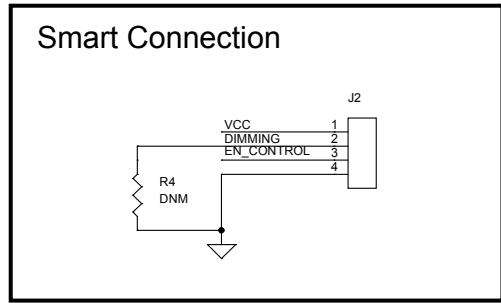 Smart Connection
J2
VCC 1
DIMMING 2
EN_CONTROL 3
4
R4
DNM